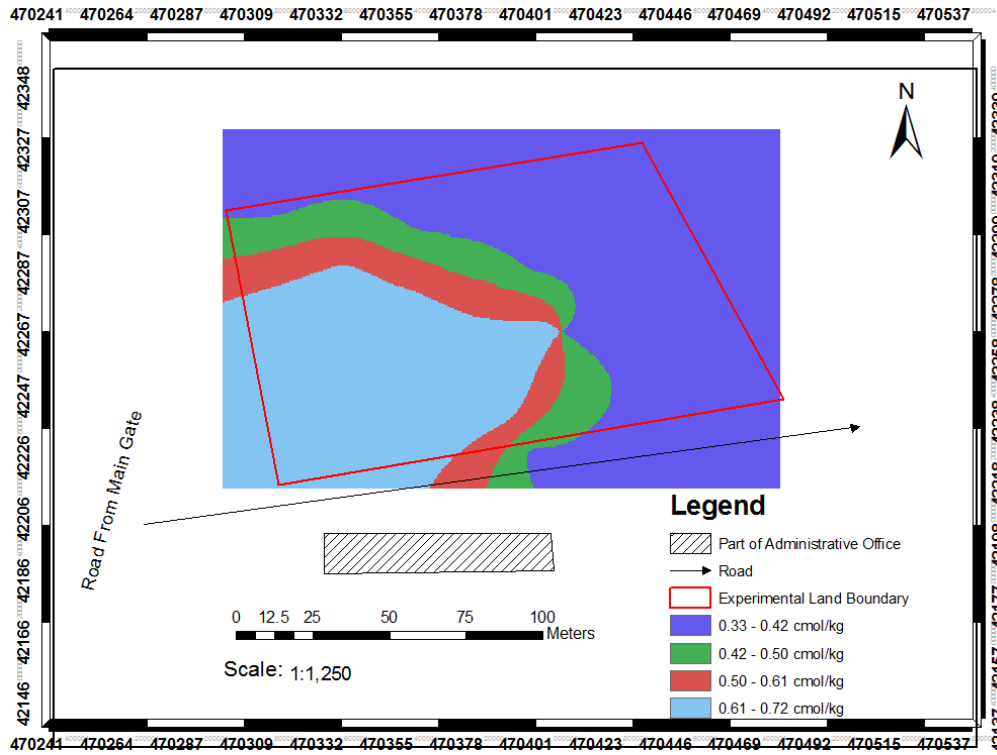 470241 470264 470287 470309 470332 470355 470378 470401 470423 470446 470469 470492 470515 470537
42348
42327
42307
42287
42267
42247
42226
42206
42186
42166
42146
N
Road From Main Gate
Legend
Part of Administrative Office
Road
Experimental Land Boundary
0.33 - 0.42 cmol/kg
0.42 - 0.50 cmol/kg
0.50 - 0.61 cmol/kg
0.61 - 0.72 cmol/kg
0 12.5 25 50 75 100
Meters
Scale: 1:1,250
470241 470264 470287 470309 470332 470355 470378 470401 470423 470446 470469 470492 470515 470537